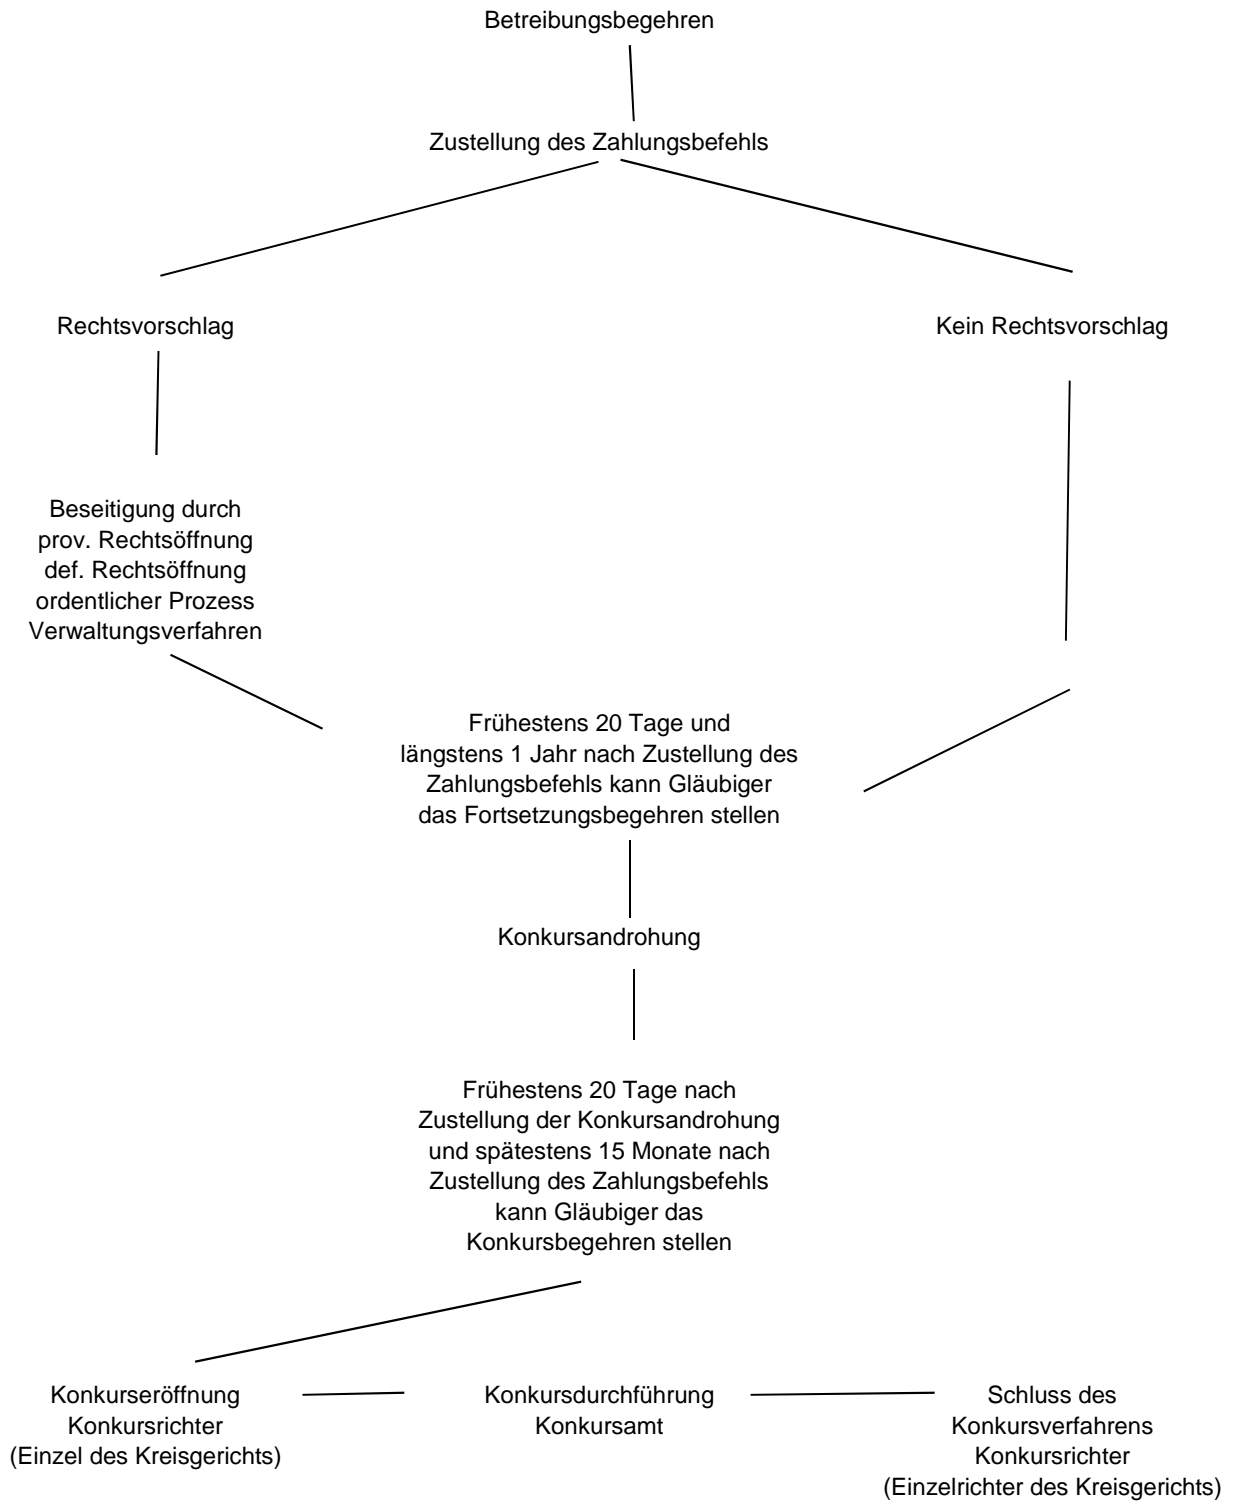 Betreibungsbegehren
Zustellung des Zahlungsbefehls
Rechtsvorschlag
Kein Rechtsvorschlag
Beseitigung durch
prov. Rechtsöffnung
def. Rechtsöffnung
ordentlicher Prozess
Verwaltungsverfahren
Frühestens 20 Tage und
längstens 1 Jahr nach Zustellung des
Zahlungsbefehls kann Gläubiger
das Fortsetzungsbegehren stellen
Konkursandrohung
Frühestens 20 Tage nach
Zustellung der Konkursandrohung
und spätestens 15 Monate nach
Zustellung des Zahlungsbefehls
kann Gläubiger das
Konkursbegehren stellen
Konkurseröffnung
Konkursrichter
(Einzel des Kreisgerichts)
Konkursdurchführung
Konkursamt
Schluss des
Konkursverfahrens
Konkursrichter
(Einzelrichter des Kreisgerichts)